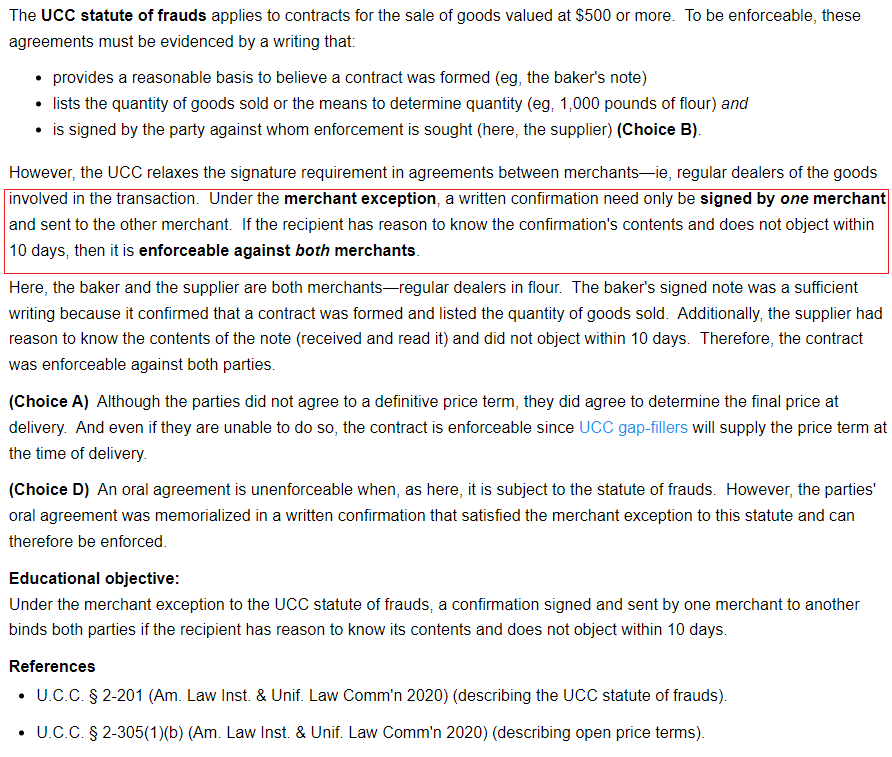 The UCC statute of frauds applies to contracts for the sale of goods valued at $500 or more. To be enforceable, these
agreements must be evidenced by a writing that:
• provides a reasonable basis to believe a contract was formed (eg, the baker's note)
• lists the quantity of goods sold or the means to determine quantity (eg, 1,000 pounds of flour) and
• is signed by the party against whom enforcement is sought (here, the supplier) (Choice B).
However, the UCC relaxes the signature requirement in agreements between merchants—ie, regular dealers of the goods
involved in the transaction. Under the merchant exception, a written confirmation need only be signed by one merchant
and sent to the other merchant. If the recipient has reason to know the confirmation's contents and does not object within
10 days, then it is enforceable against both merchants.
Here, the baker and the supplier are both merchants—regular dealers in flour. The baker's signed note was a sufficient
writing because it confirmed that a contract was formed and listed the quantity of goods sold. Additionally, the supplier had
reason to know the contents of the note (received and read it) and did not object within 10 days. Therefore, the contract
was enforceable against both parties.
(Choice A) Although the parties did not agree to a definitive price term, they did agree to determine the final price at
delivery. And even if they are unable to do so, the contract is enforceable since UCC gap-fillers will supply the price term at
the time of delivery.
(Choice D) An oral agreement is unenforceable when, as here, it is subject to the statute of frauds. However, the parties'
oral agreement was memorialized in a written confirmation that satisfied the merchant exception to this statute and can
therefore be enforced.
Educational objective:
Under the merchant exception to the UCC statute of frauds, a confirmation signed and sent by one merchant to another
binds both parties if the recipient has reason to know its contents and does not object within 10 days.
References
• U.C.C. § 2-201 (Am. Law Inst. & Unif. Law Comm'n 2020) (describing the UCC statute of frauds).
• U.C.C. § 2-305(1)(b) (Am. Law Inst. & Unif. Law Comm'n 2020) (describing open price terms).